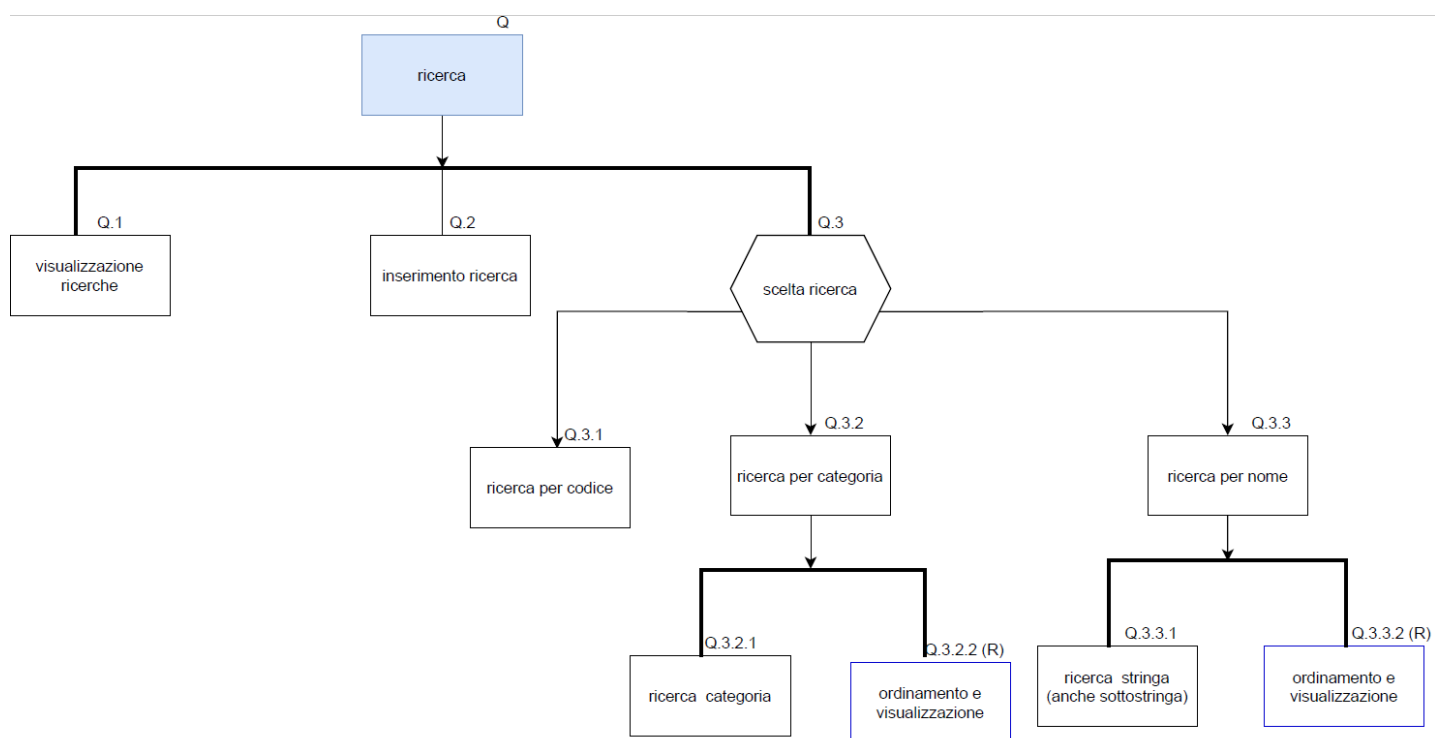 Q
ricerca
Q.1
Q.2
Q.3
visualizzazione
ricerche
inserimento ricerca
scelta ricerca
Q.3.1
Q.3.2
Q.3.3
ricerca per codice
ricerca per categoria
ricerca per nome
Q.3.2.1
Q.3.2.2 (R)
Q.3.3.1
Q.3.3.2 (R)
ricerca categoria
ordinamento e
visualizzazione
ricerca stringa
(anche sottostringa)
ordinamento e
visualizzazione